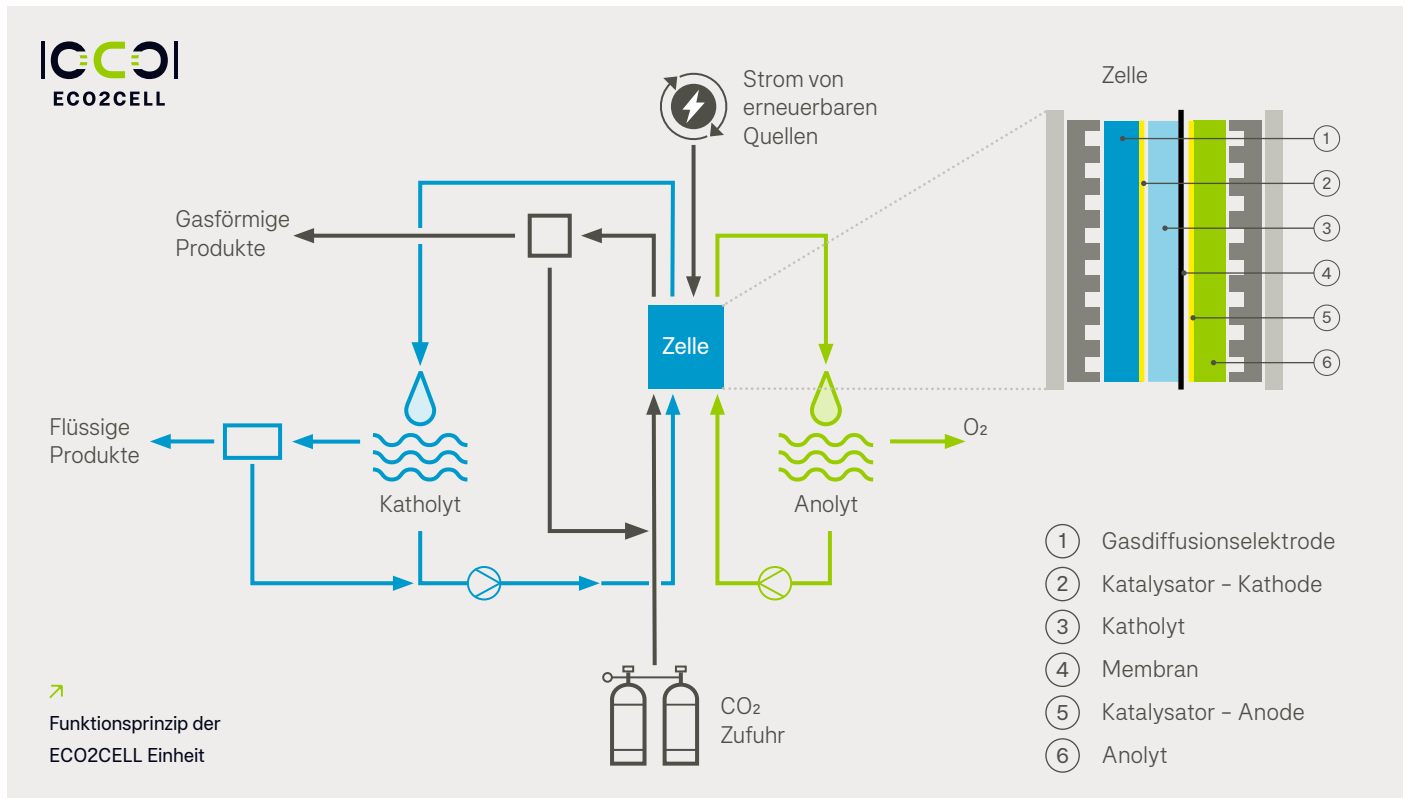 ECO2CELL
Strom von
erneuerbaren
Quellen
Zelle
1
2
3
4
5
6
Gasförmige
Produkte
Zelle
Flüssige
Produkte
Katholyt
Anolyt
O₂
1 Gasdiffusionselektrode
2 Katalysator – Kathode
3 Katholyt
4 Membran
5 Katalysator – Anode
6 Anolyt
CO₂
Zufuhr
Funktionsprinzip der
ECO2CELL Einheit